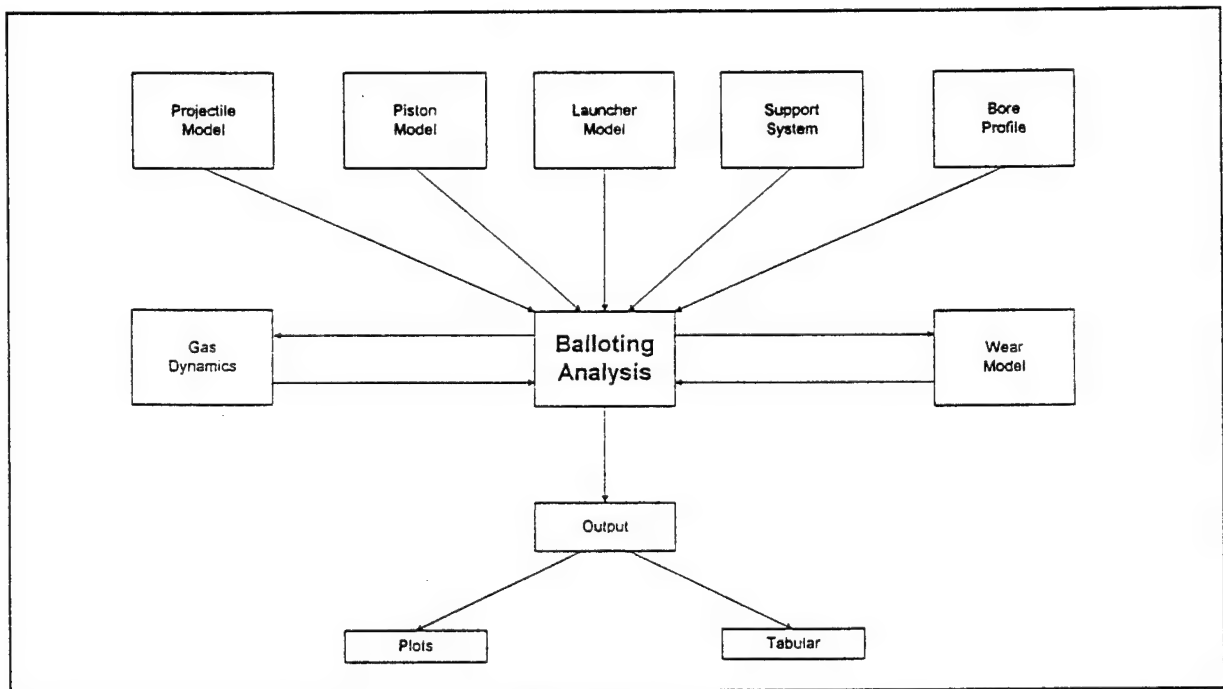 Projectile
Model
Piston
Model
Launcher
Model
Support
System
Bore
Profile
Gas
Dynamics
Balloting
Analysis
Wear
Model
Output
Plots
Tabular